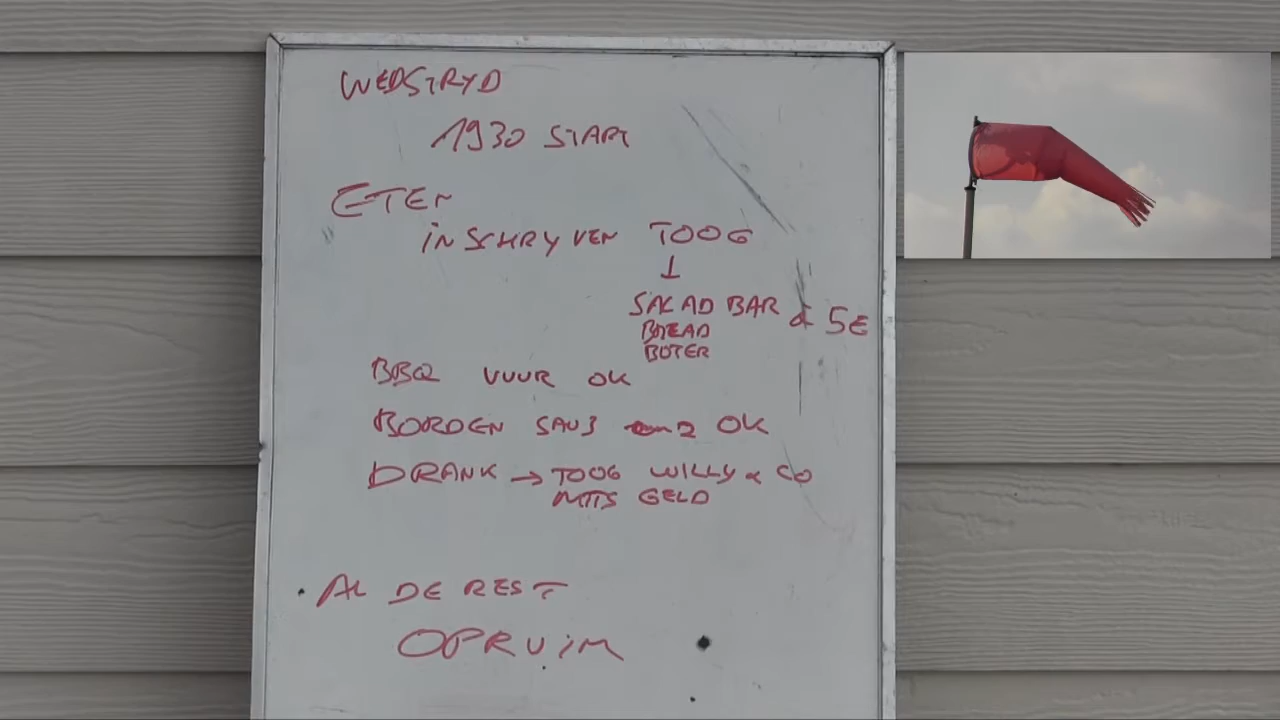 WEDSTRYD
1930 START
ETEN
iNSCHRYVEN TOOG
SALAD BAR & 5E
BREAD
BOTER
BBQ VUUR OK
BORDEN SAUS OK
DRANK → TOOG WILLY & CO
MITS GELD
AL DE REST
OPRUiM